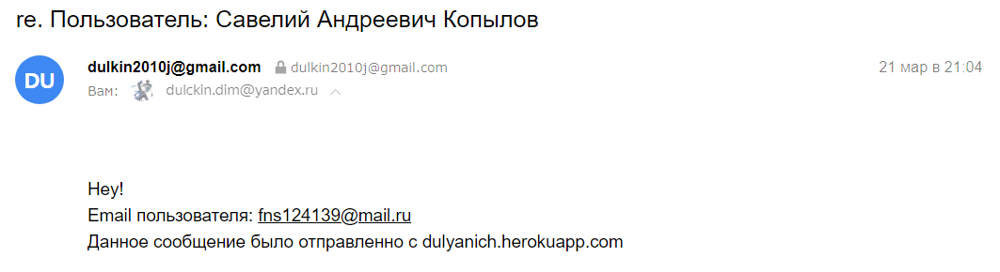 re. Пользователь: Савелий Андреевич Копылов
DU
dulkin2010j@gmail.com dulkin2010j@gmail.com 21 мар в 21:04
Вам: dulckin.dim@yandex.ru
Hey!
Email пользователя: fns124139@mail.ru
Данное сообщение было отправленно с dulyanich.herokuapp.com